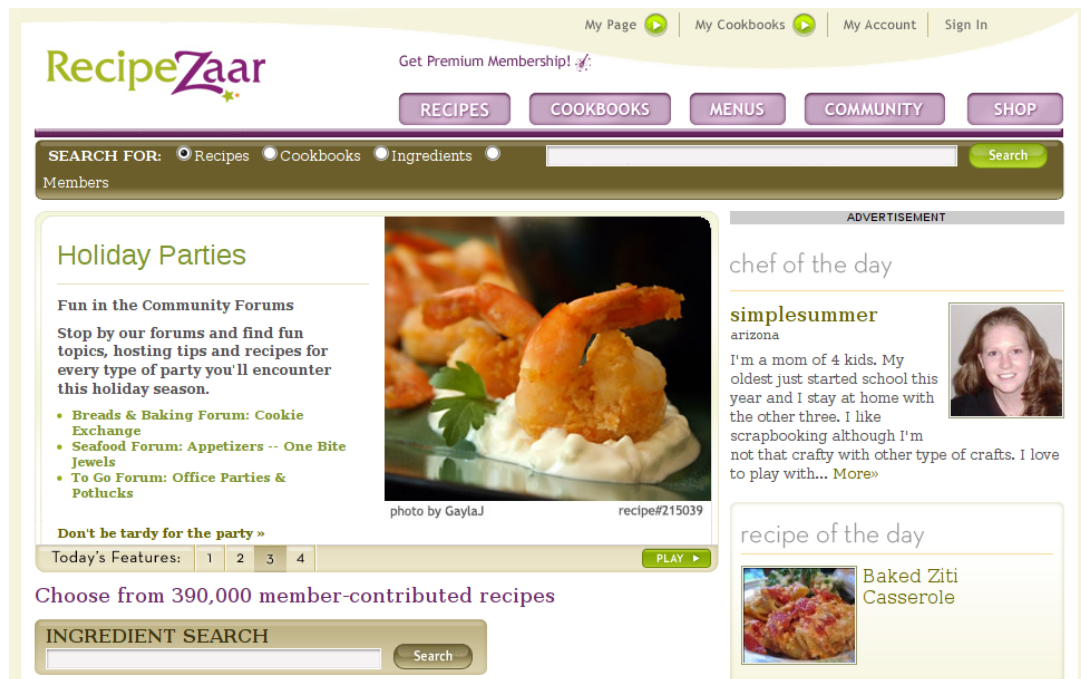 My Page
My Cookbooks
My Account
Sign In
RecipeZaar
Get Premium Membership!
RECIPES
COOKBOOKS
MENUS
COMMUNITY
SHOP
SEARCH FOR: Recipes Cookbooks Ingredients
Members
Search
Holiday Parties
Fun in the Community Forums
Stop by our forums and find fun
topics, hosting tips and recipes for
every type of party you'll encounter
this holiday season.
Breads & Baking Forum: Cookie
Exchange
Seafood Forum: Appetizers -- One Bite
Jewels
To Go Forum: Office Parties &
Potlucks
Don't be tardy for the party »
photo by GaylaJ
recipe#215039
Today's Features: 1 2 3 4
PLAY
Choose from 390,000 member-contributed recipes
INGREDIENT SEARCH
Search
ADVERTISEMENT
chef of the day
simplesummer
arizona
I'm a mom of 4 kids. My
oldest just started school this
year and I stay at home with
the other three. I like
scrapbooking although I'm
not that crafty with other type of crafts. I love
to play with... More»
recipe of the day
Baked Ziti
Casserole